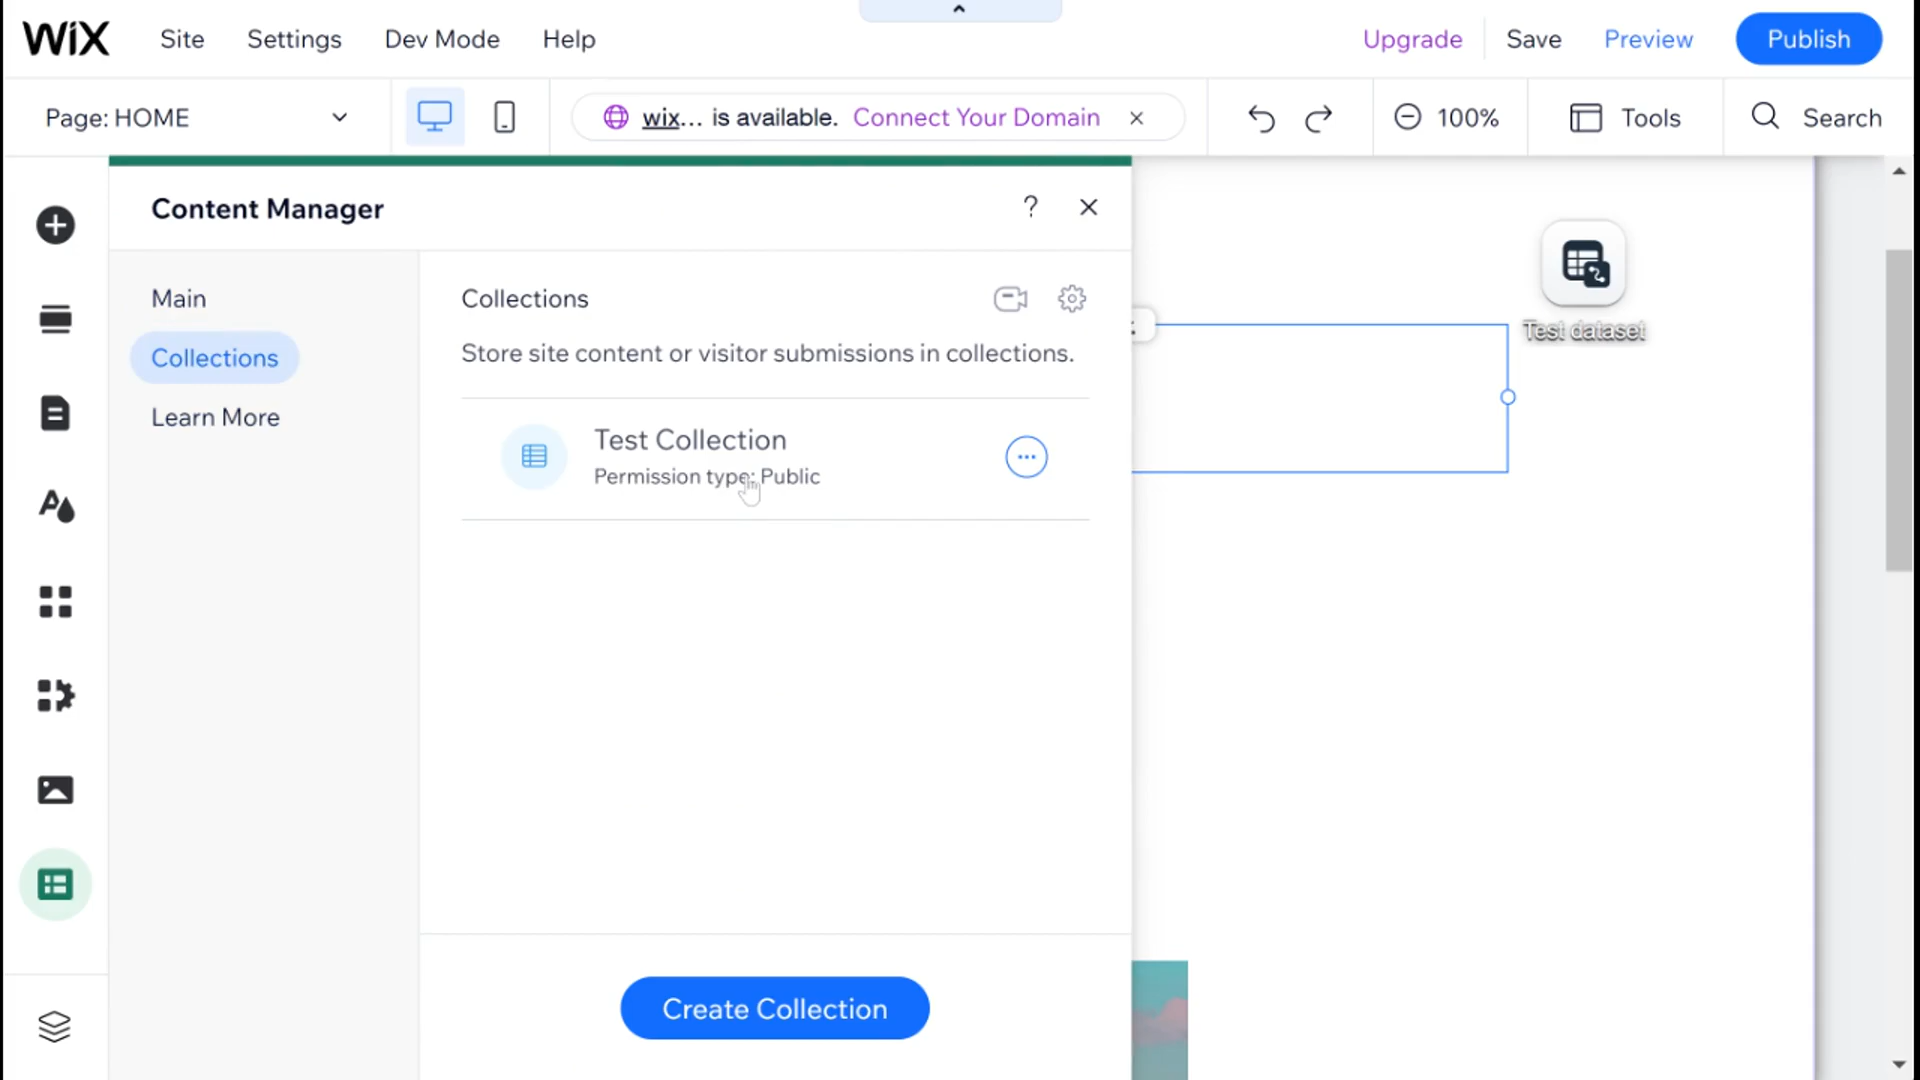 WiX Site Settings Dev Mode Help Upgrade Save Preview Publish
Page: HOME wix... is available. Connect Your Domain 100% Tools Search
Content Manager ?
Main
Collections
Learn More
Collections
Store site content or visitor submissions in collections.
Test Collection
Permission type: Public
Create Collection
Test dataset